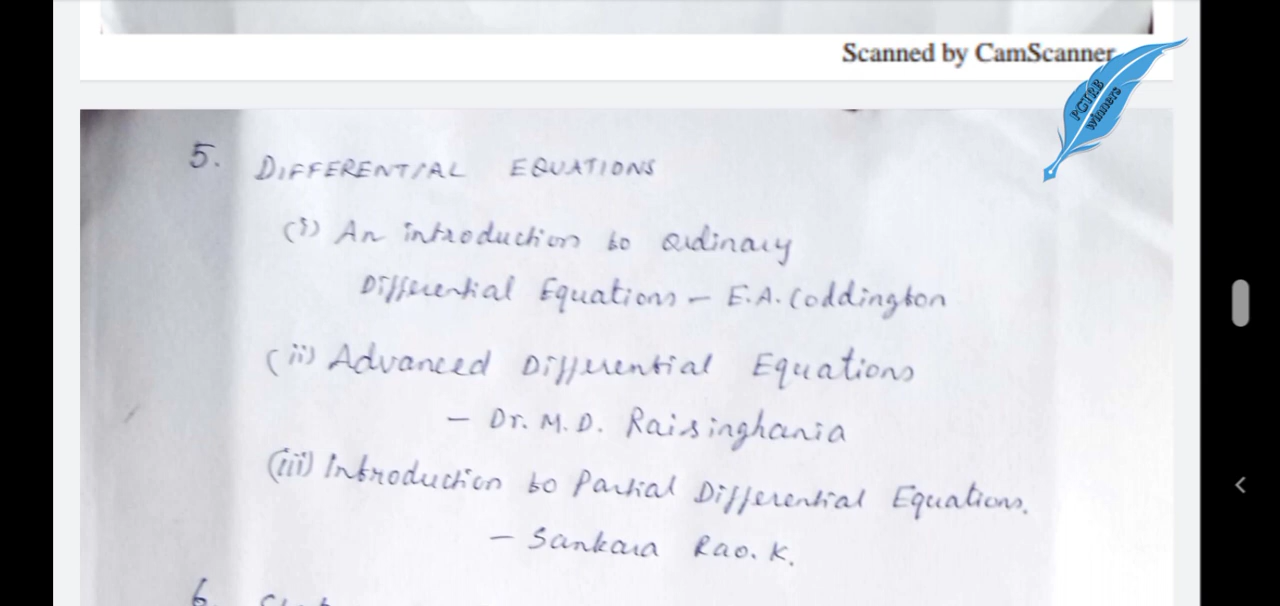 Scanned by CamScanner
PGTRB
Winners
5. DIFFERENTIAL EQUATIONS
(i) An introduction to ordinary
Differential Equations - E.A. Coddington
(ii) Advanced Differential Equations
- Dr. M.D. Raisinghania
(iii) Introduction to Partial Differential Equations.
- Sankara Rao. K.
6.